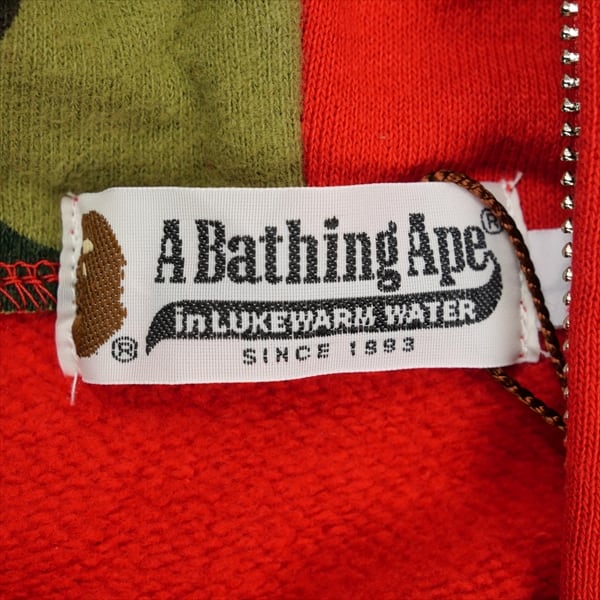 A Bathing Ape®
in LUKEWARM WATER
® SINCE 1993